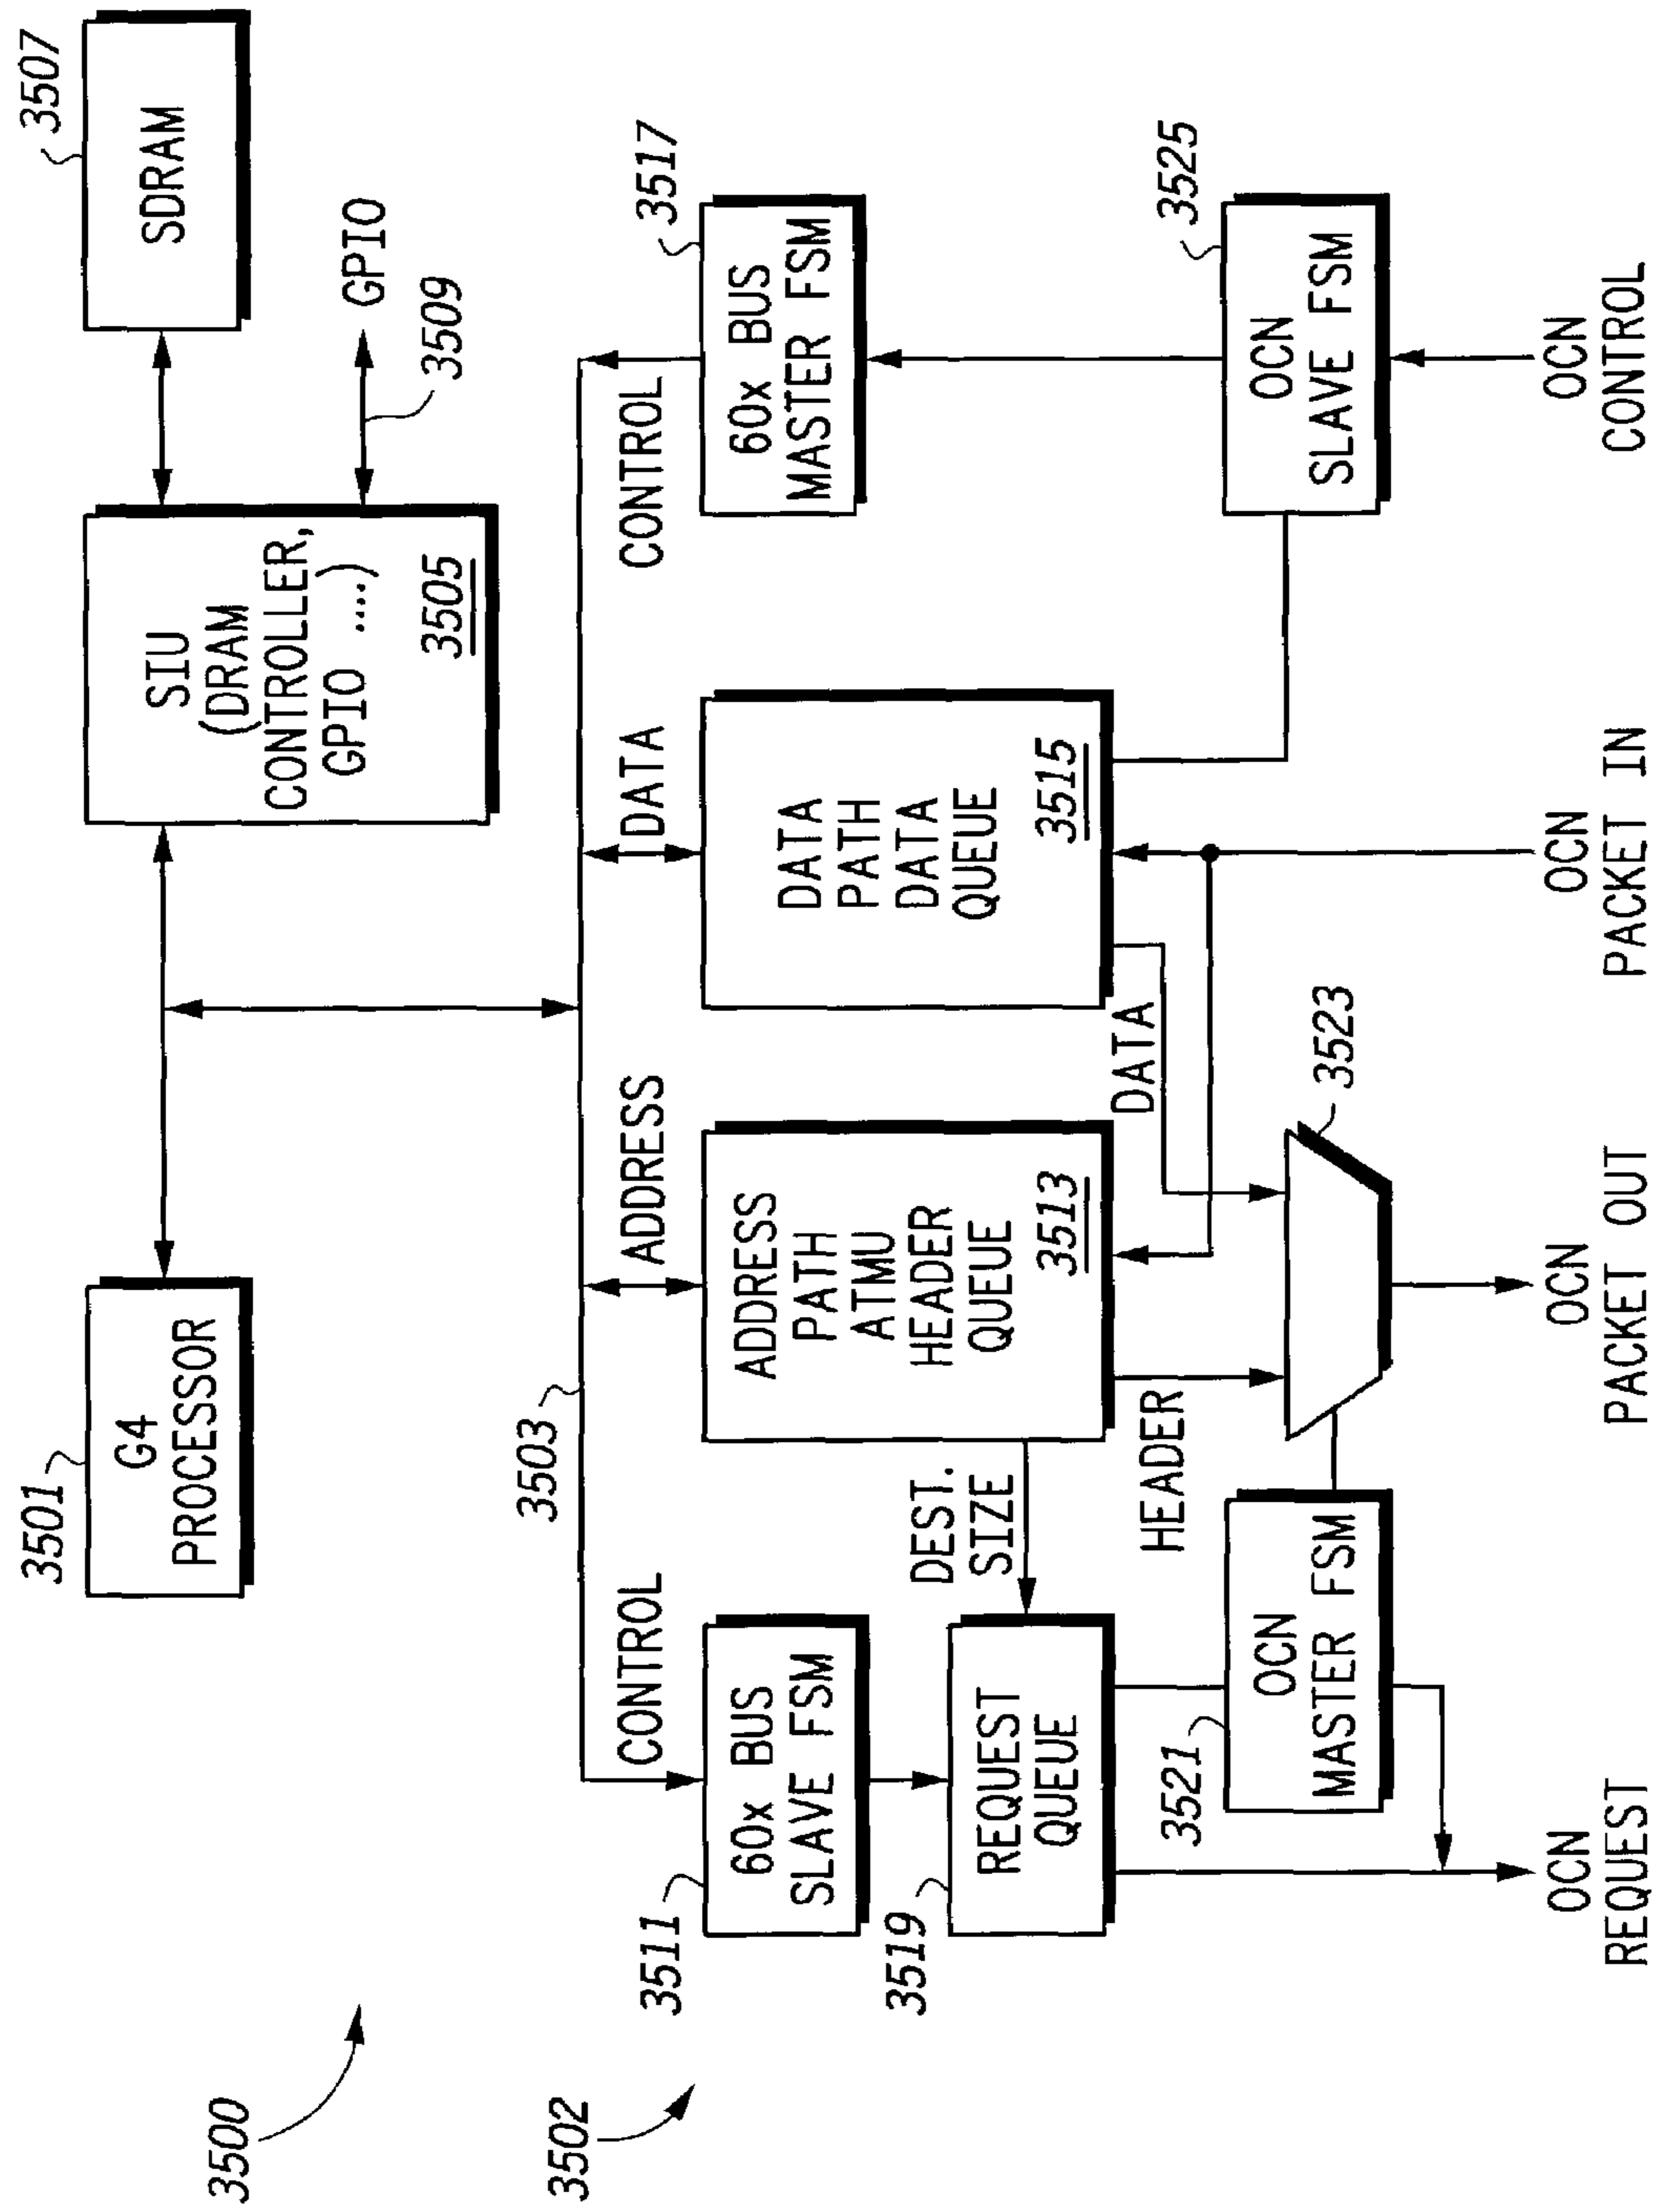 3500
3502
3501
G4
PROCESSOR
SIU
(DRAM
CONTROLLER,
GPIO ....)
3505
3507
SDRAM
GPIO
3509
3503
CONTROL
ADDRESS
DATA
CONTROL
3511
60x BUS
SLAVE FSM
ADDRESS
PATH
ATMU
HEADER
QUEUE
3513
DATA
PATH
DATA
QUEUE
3515
3517
60x BUS
MASTER FSM
DEST.
SIZE
3519
REQUEST
QUEUE
HEADER
DATA
3521
OCN
MASTER FSM
3523
3525
OCN
SLAVE FSM
OCN
REQUEST
OCN
PACKET OUT
OCN
PACKET IN
OCN
CONTROL